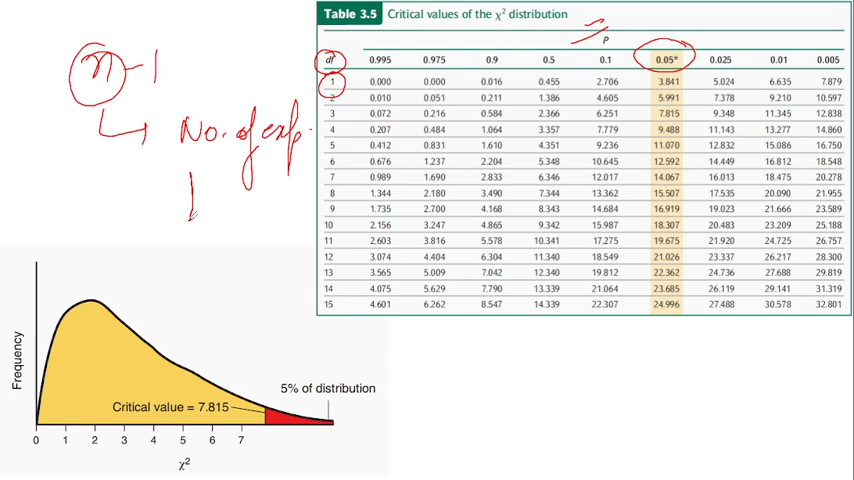 Table 3.5 Critical values of the χ² distribution
P
df 0.995 0.975 0.9 0.5 0.1 0.05* 0.025 0.01 0.005
1 0.000 0.000 0.016 0.455 2.706 3.841 5.024 6.635 7.879
2 0.010 0.051 0.211 1.386 4.605 5.991 7.378 9.210 10.597
3 0.072 0.216 0.584 2.366 6.251 7.815 9.348 11.345 12.838
4 0.207 0.484 1.064 3.357 7.779 9.488 11.143 13.277 14.860
5 0.412 0.831 1.610 4.351 9.236 11.070 12.832 15.086 16.750
6 0.676 1.237 2.204 5.348 10.645 12.592 14.449 16.812 18.548
7 0.989 1.690 2.833 6.346 12.017 14.067 16.013 18.475 20.278
8 1.344 2.180 3.490 7.344 13.362 15.507 17.535 20.090 21.955
9 1.735 2.700 4.168 8.343 14.684 16.919 19.023 21.666 23.589
10 2.156 3.247 4.865 9.342 15.987 18.307 20.483 23.209 25.188
11 2.603 3.816 5.578 10.341 17.275 19.675 21.920 24.725 26.757
12 3.074 4.404 6.304 11.340 18.549 21.026 23.337 26.217 28.300
13 3.565 5.009 7.042 12.340 19.812 22.362 24.736 27.688 29.819
14 4.075 5.629 7.790 13.339 21.064 23.685 26.119 29.141 31.319
15 4.601 6.262 8.547 14.339 22.307 24.996 27.488 30.578 32.801
n-1
No. of exp.
Frequency
5% of distribution
Critical value = 7.815
0 1 2 3 4 5 6 7
χ²